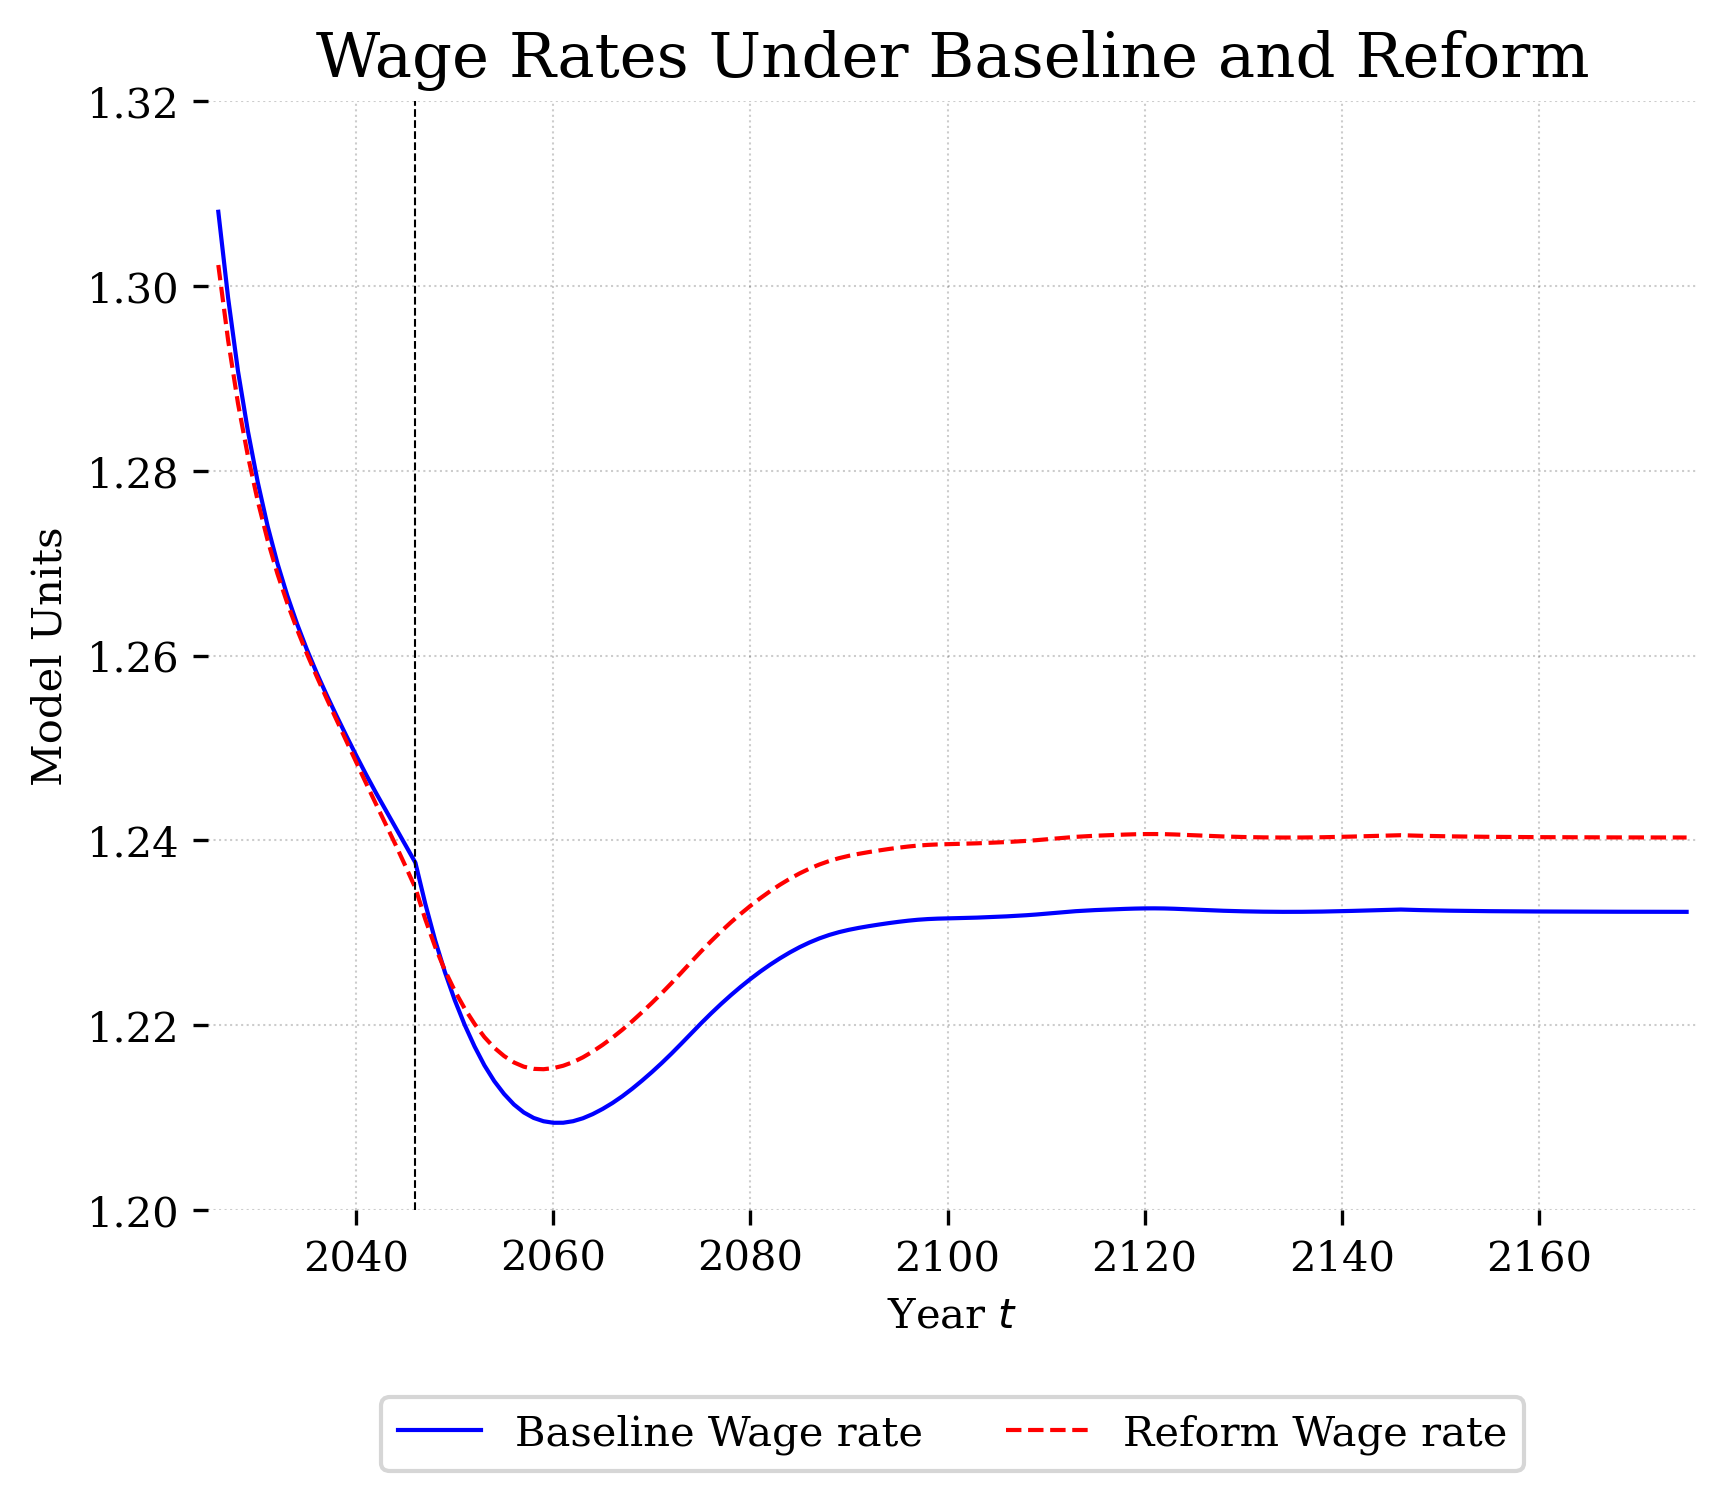 Wage Rates Under Baseline and Reform
1.32
1.30
1.28
1.26
1.24
1.22
1.20
Model Units
2040 2060 2080 2100 2120 2140 2160
Year t
Baseline Wage rate Reform Wage rate